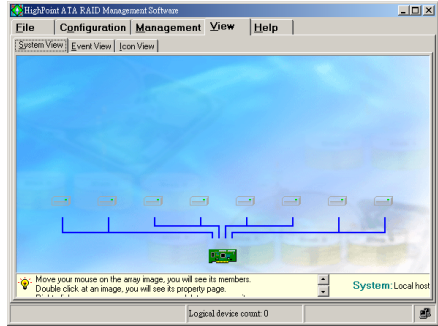 HighPoint ATA RAID Management Software
File Configuration Management View Help
System View Event View Icon View
Move your mouse on the array image, you will see its members.
Double click at an image, you will see its property page.
System: Local host
Logical device count: 0